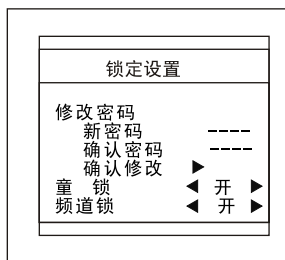 锁定设置
修改密码
新密码 ----
确认密码 ----
确认修改 ▶
童 锁 ◀ 开 ▶
频道锁 ◀ 开 ▶